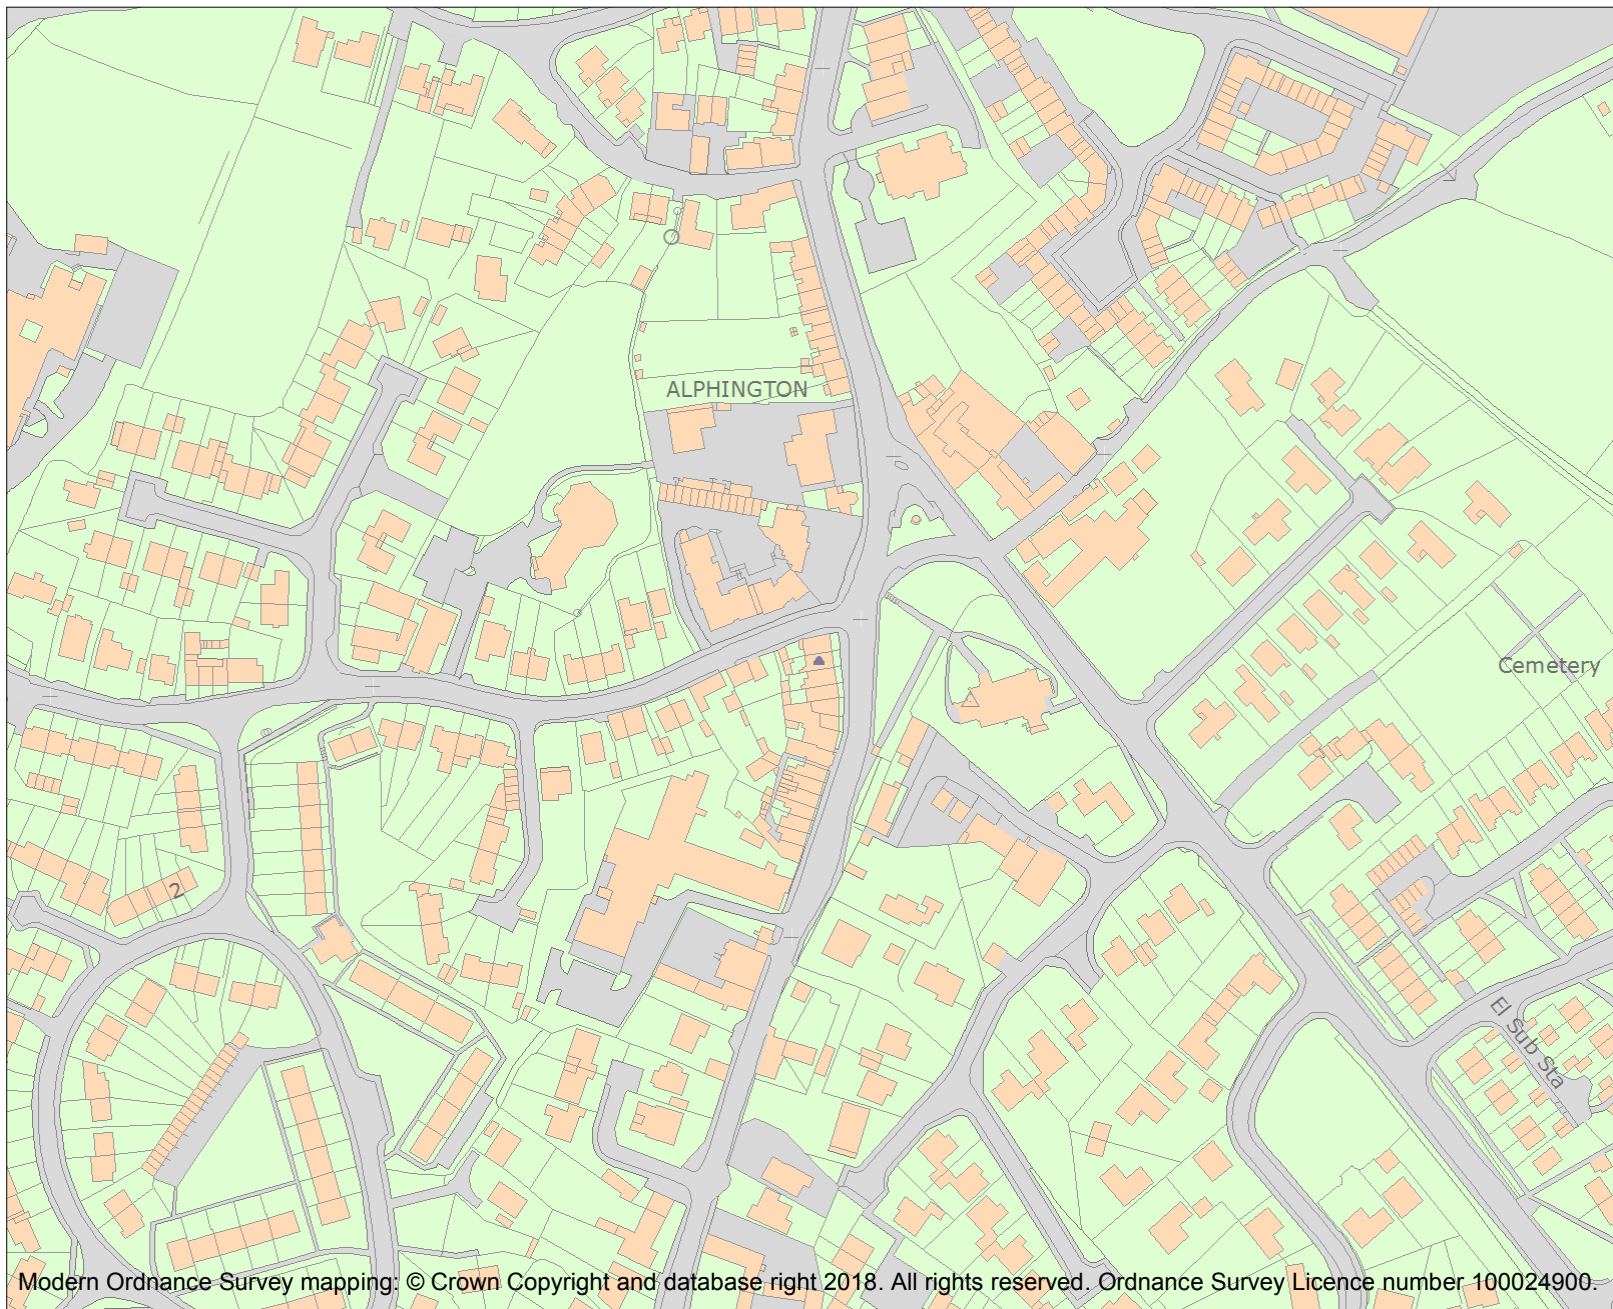 ALPHINGTON
Cemetery
2
El Sub Sta
Modern Ordnance Survey mapping: © Crown Copyright and database right 2018. All rights reserved. Ordnance Survey Licence number 100024900.